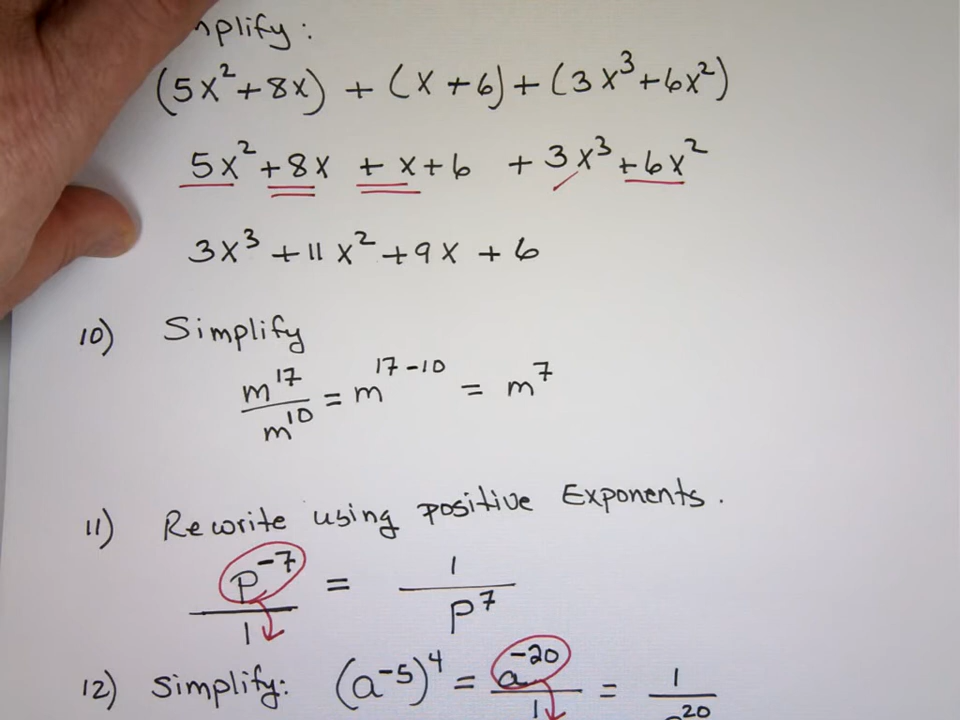 mplify:
(5x² + 8x) + (x + 6) + (3x³ + 6x²)
5x² + 8x + x + 6 + 3x³ + 6x²
3x³ + 11x² + 9x + 6
10) Simplify
m¹⁷/m¹⁰ = m¹⁷⁻¹⁰ = m⁷
11) Rewrite using positive Exponents.
p⁻⁷/1 = 1/p⁷
12) Simplify: (a⁻⁵)⁴ = a⁻²⁰/1 = 1/a²⁰